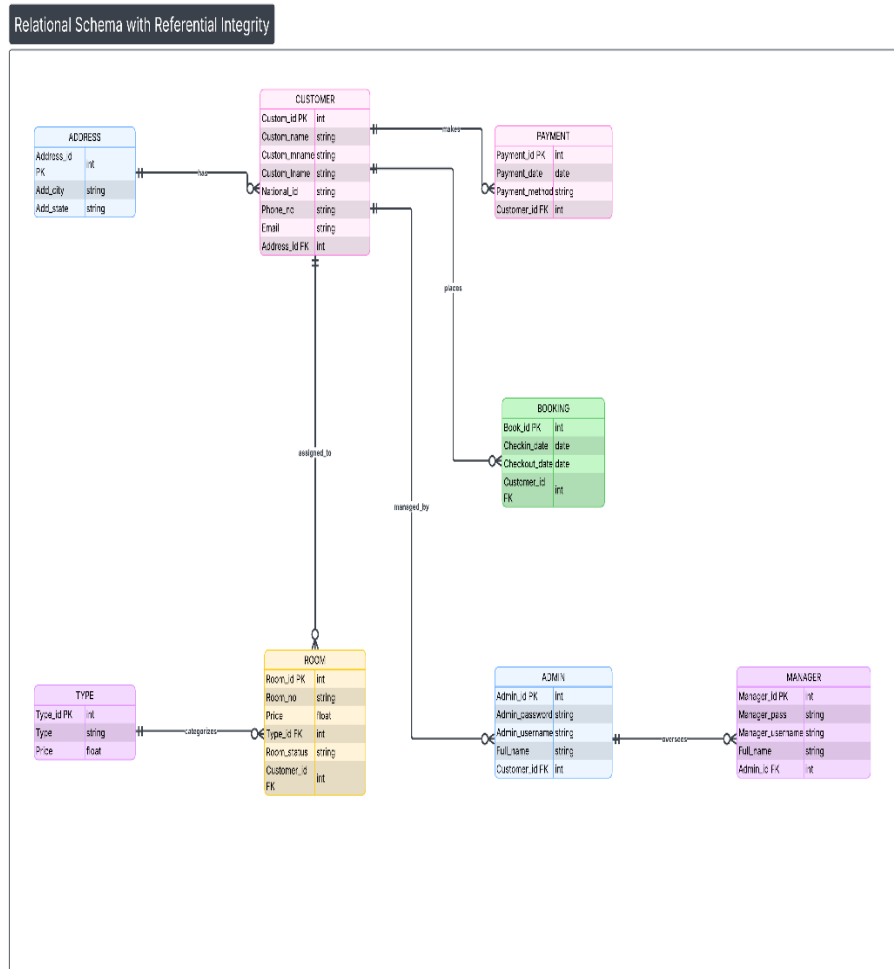 Relational Schema with Referential Integrity
CUSTOMER
Custom_id PK int
Custom_name string
Custom_mname string
Custom_lname string
National_id string
Phone_no string
Email string
Address_id FK int
ADDRESS
Address_id
PK
int
Add_city string
Add_state string
has
makes
PAYMENT
Payment_id PK int
Payment_date date
Payment_method string
Customer_id FK int
places
assigned_to
managed_by
BOOKING
Book_id PK int
Checkin_date date
Checkout_date date
Customer_id
FK
int
ROOM
Room_id PK int
Room_no string
Price float
Type_id FK int
Room_status string
Customer_id
FK
int
TYPE
Type_id PK int
Type string
Price float
categorizes
ADMIN
Admin_id PK int
Admin_password string
Admin_username string
Full_name string
Customer_id FK int
oversees
MANAGER
Manager_id PK int
Manager_pass string
Manager_username string
Full_name string
Admin_id FK int